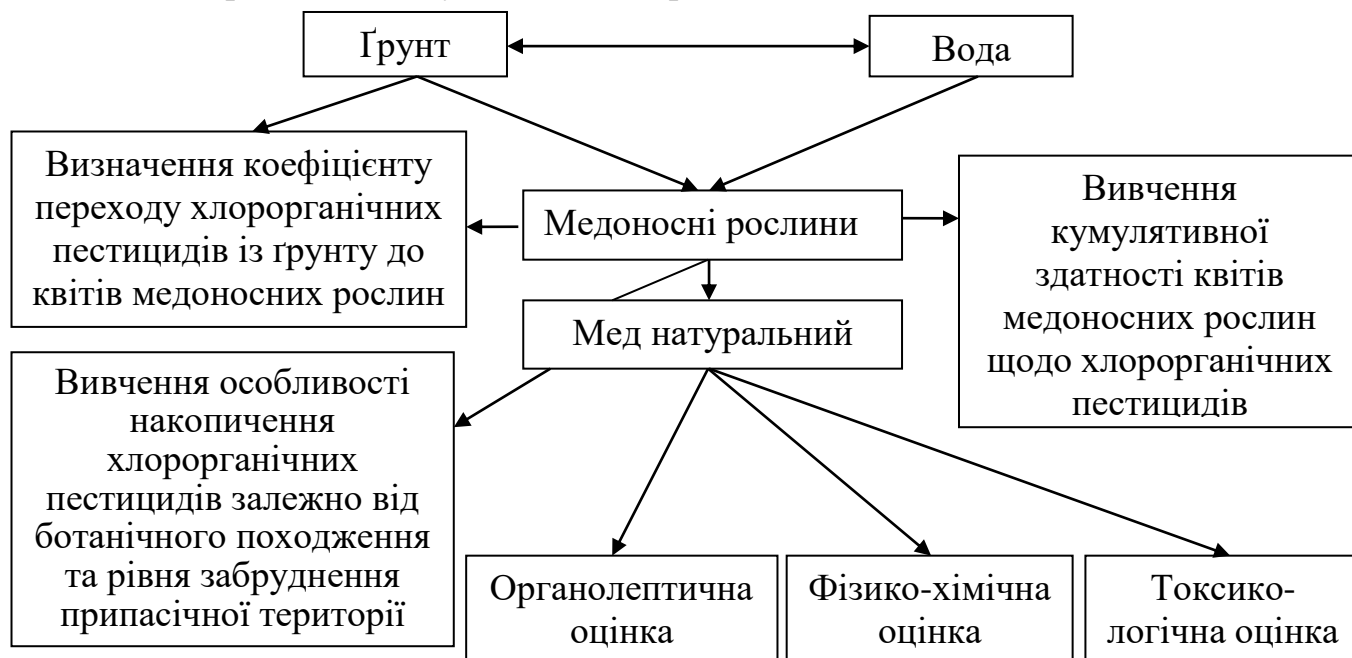 Ґрунт
Вода
Визначення коефіцієнту
переходу хлорорганічних
пестицидів із ґрунту до
квітів медоносних рослин
Медоносні рослини
Вивчення
кумулятивної
здатності квітів
медоносних рослин
щодо хлорорганічних
пестицидів
Мед натуральний
Вивчення особливості
накопичення
хлорорганічних
пестицидів залежно від
ботанічного походження
та рівня забруднення
припасічної території
Органолептична
оцінка
Фізико-хімічна
оцінка
Токсико-
логічна оцінка